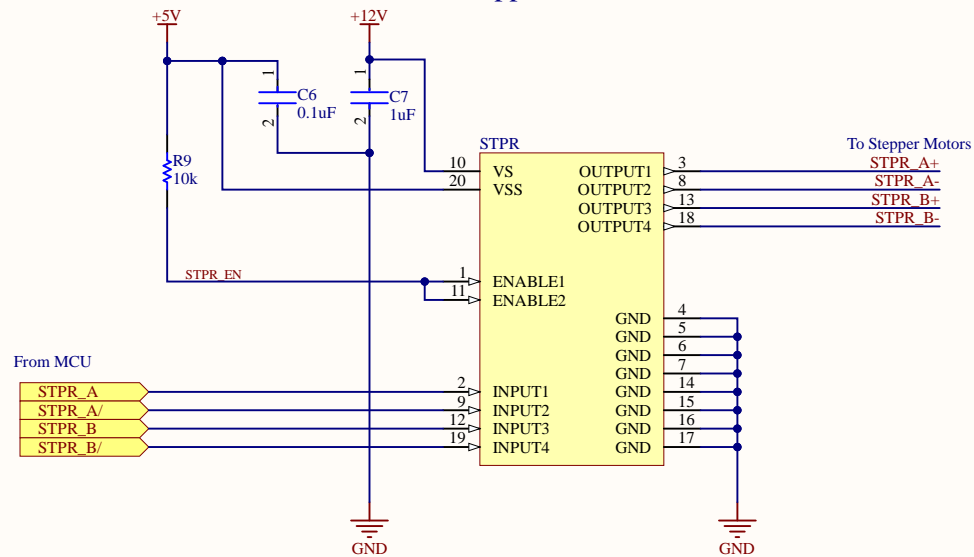 +5V
+12V
1
C6
0.1uF
2
1
C7
1uF
2
R9
10k
STPR
10 VS
20 VSS
1 ENABLE1
11 ENABLE2
2 INPUT1
9 INPUT2
12 INPUT3
19 INPUT4
OUTPUT1 3
OUTPUT2 8
OUTPUT3 13
OUTPUT4 18
GND 4
GND 5
GND 6
GND 7
GND 14
GND 15
GND 16
GND 17
To Stepper Motors
STPR_A+
STPR_A-
STPR_B+
STPR_B-
STPR_EN
From MCU
STPR_A
STPR_A/
STPR_B
STPR_B/
GND
GND